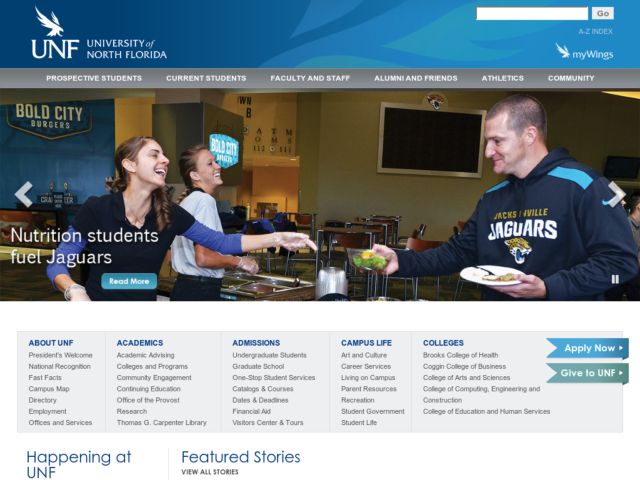 Go
A-Z INDEX
UNF
UNIVERSITY of
NORTH FLORIDA
myWings
PROSPECTIVE STUDENTS
CURRENT STUDENTS
FACULTY AND STAFF
ALUMNI AND FRIENDS
ATHLETICS
COMMUNITY
BOLD CITY
BURGERS
BOLD CITY
JACKSONVILLE
JAGUARS
Nutrition students
fuel Jaguars
Read More
ABOUT UNF
President's Welcome
National Recognition
Fast Facts
Campus Map
Directory
Employment
Offices and Services
ACADEMICS
Academic Advising
Colleges and Programs
Community Engagement
Continuing Education
Office of the Provost
Research
Thomas G. Carpenter Library
ADMISSIONS
Undergraduate Students
Graduate School
One-Stop Student Services
Catalogs & Courses
Dates & Deadlines
Financial Aid
Visitors Center & Tours
CAMPUS LIFE
Art and Culture
Career Services
Living on Campus
Parent Resources
Recreation
Student Government
Student Life
COLLEGES
Brooks College of Health
Coggin College of Business
College of Arts and Sciences
College of Computing, Engineering and
Construction
College of Education and Human Services
Apply Now
Give to UNF
Happening at
UNF
Featured Stories
VIEW ALL STORIES